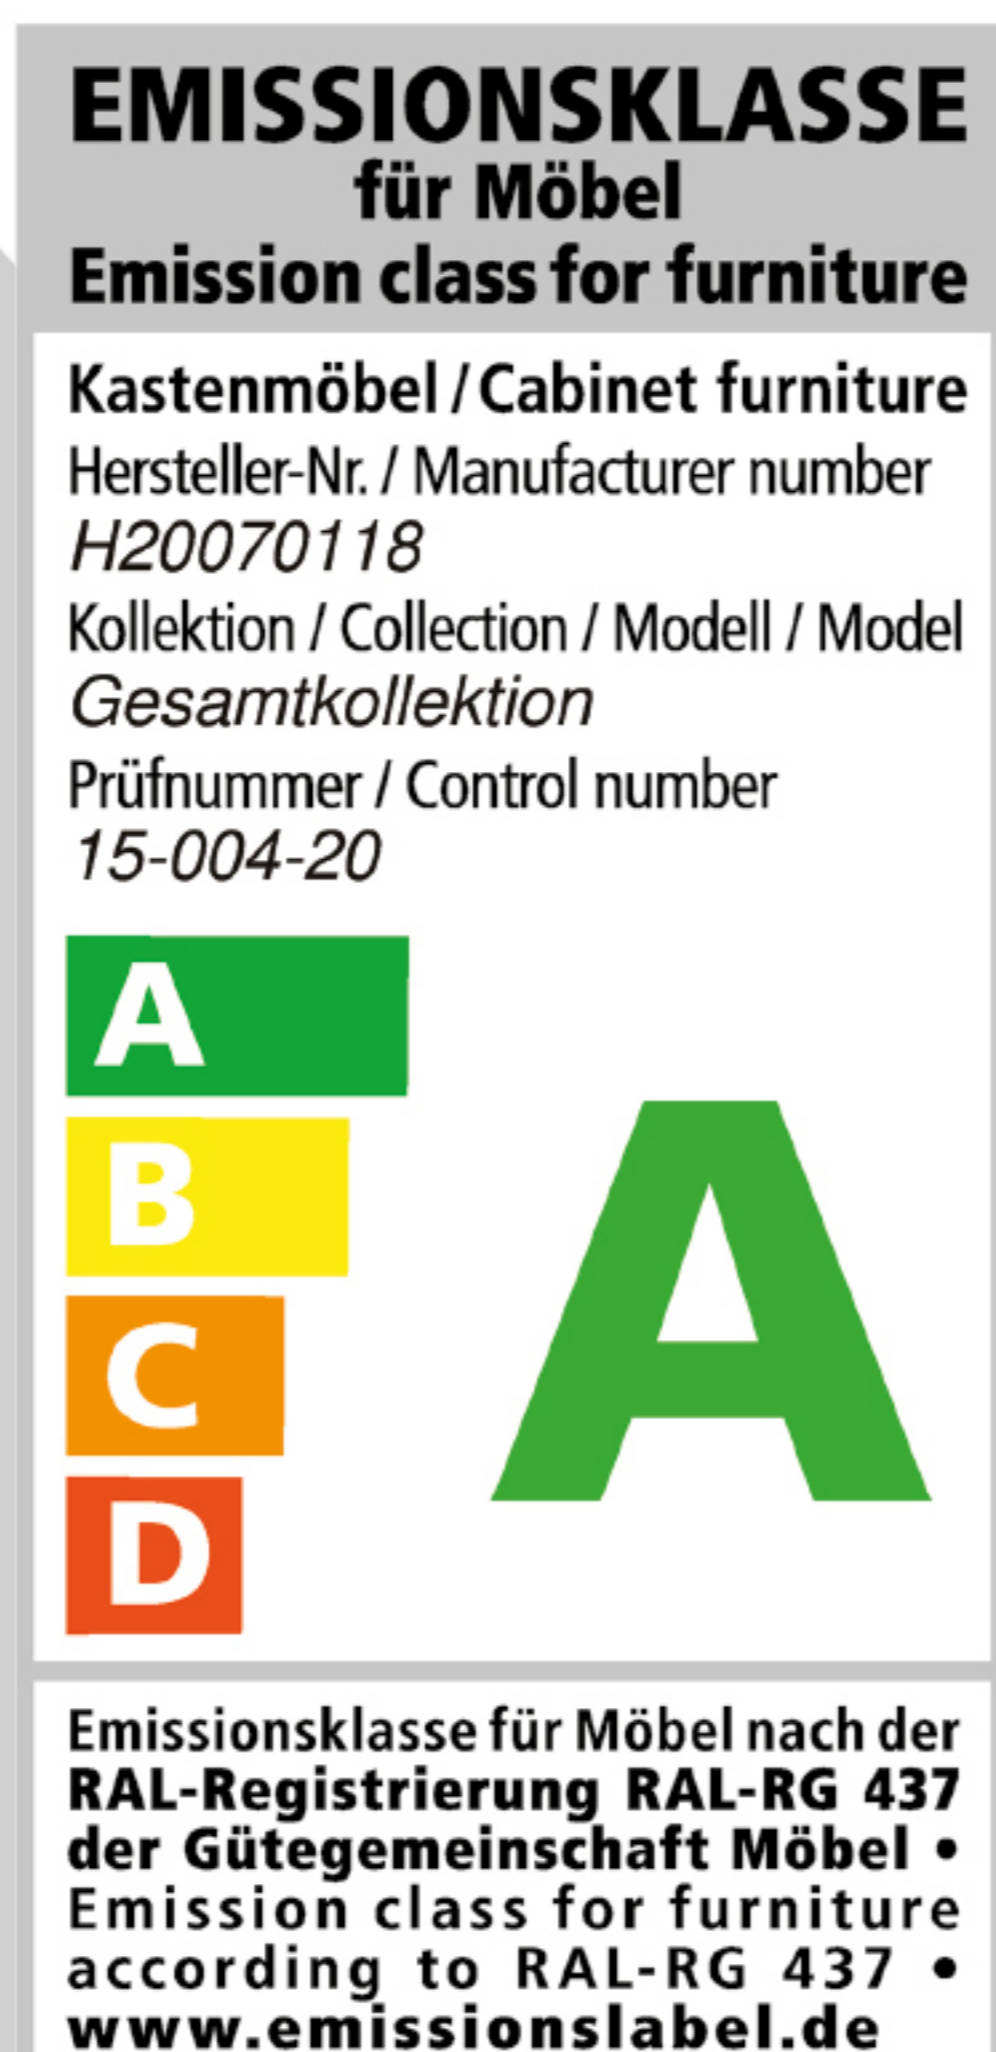 EMISSIONSKLASSE
für Möbel
Emission class for furniture
Kastenmöbel / Cabinet furniture
Hersteller-Nr. / Manufacturer number
H20070118
Kollektion / Collection / Modell / Model
Gesamtkollektion
Prüfnummer / Control number
15-004-20
A
B
C
D
A
Emissionsklasse für Möbel nach der
RAL-Registrierung RAL-RG 437
der Gütegemeinschaft Möbel •
Emission class for furniture
according to RAL-RG 437 •
www.emissionslabel.de